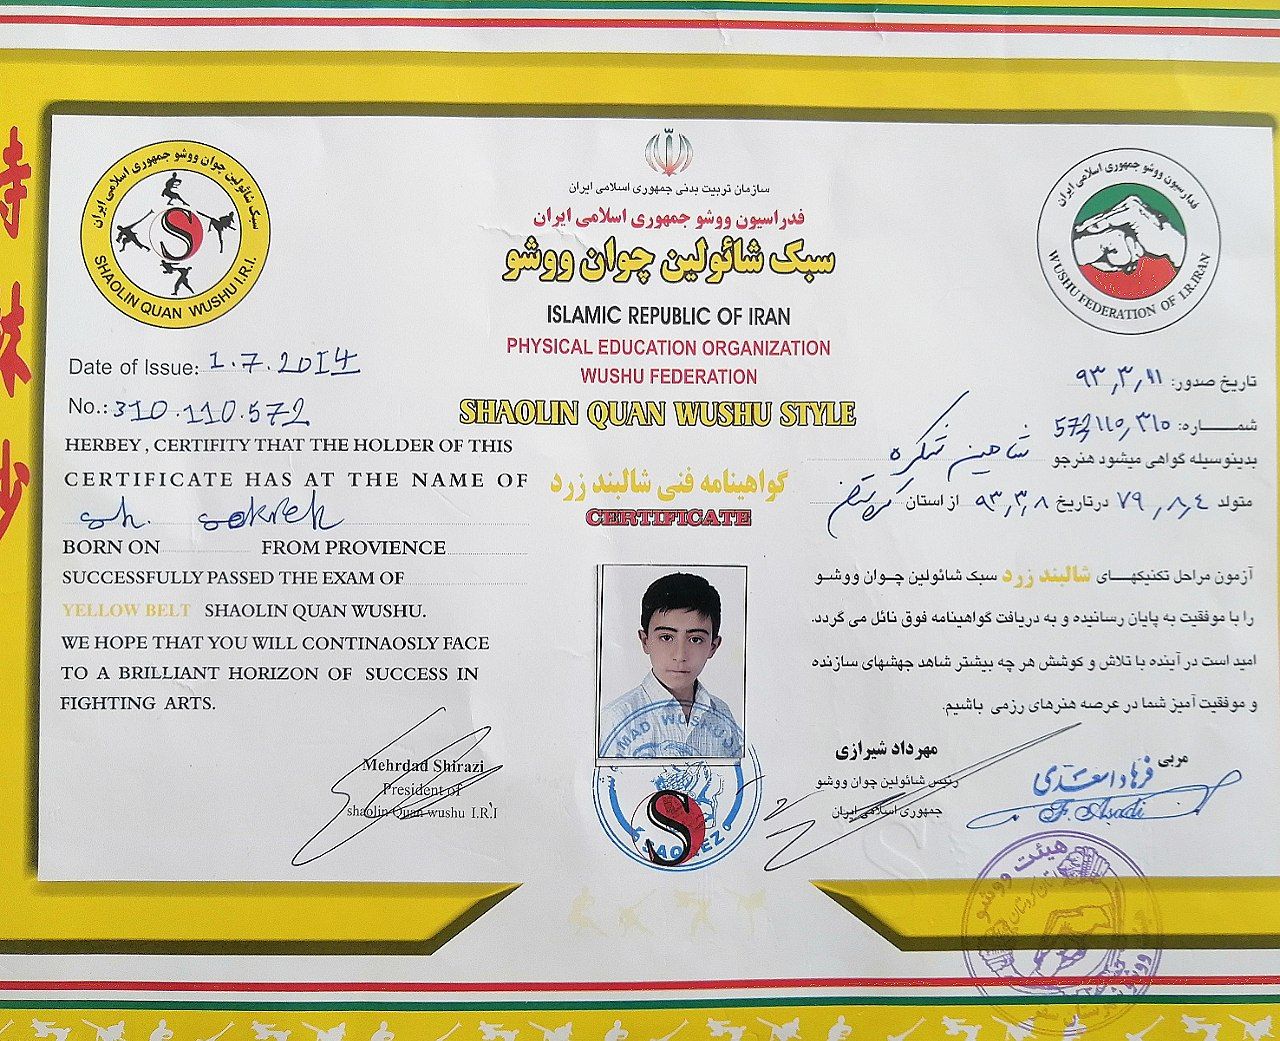 سبک شائولین چوان ووشو جمهوری اسلامی ایران
SHAOLIN QUAN WUSHU I.R.I.
S
سازمان تربیت بدنی جمهوری اسلامی ایران
فدراسیون ووشو جمهوری اسلامی ایران
سبک شائولین چوان ووشو
ISLAMIC REPUBLIC OF IRAN
PHYSICAL EDUCATION ORGANIZATION
WUSHU FEDERATION
SHAOLIN QUAN WUSHU STYLE
گواهینامه فنی شالبند زرد
CERTIFICATE
فدارسیون ووشو جمهوری اسلامی ایران
WUSHU FEDERATION OF I.R.IRAN
Date of Issue: 1.7.2014
No.: 310.110.572
HERBEY , CERTIFITY THAT THE HOLDER OF THIS
CERTIFICATE HAS AT THE NAME OF
sh. sekreh
BORN ON FROM PROVIENCE
SUCCESSFULLY PASSED THE EXAM OF
YELLOW BELT SHAOLIN QUAN WUSHU.
WE HOPE THAT YOU WILL CONTINAOSLY FACE
TO A BRILLIANT HORIZON OF SUCCESS IN
FIGHTING ARTS.
Mehrdad Shirazi
President of
shaolin Quan wushu I.R.I
تاریخ صدور: ۹۳,۳,۱۱
شماره: 572,۱۱۰,۳۱۰
بدینوسیله گواهی میشود هنرجو شاهین شکره
متولد ۷۹,۸,٤ درتاریخ ۹۳,۳,۸ از استان کردستان
آزمون مراحل تکنیکهای شالبند زرد سبک شائولین چوان ووشو
را با موفقیت به پایان رسانیده و به دریافت گواهینامه فوق نائل می گردد.
امید است در آینده با تلاش و کوشش هر چه بیشتر شاهد جهشهای سازنده
و موفقیت آمیز شما در عرصه هنرهای رزمی باشیم.
مهرداد شیرازی
رئیس شائولین چوان ووشو
جمهوری اسلامی ایران
مربی فرهاد اسعدی
F. Asadi
WUSHU
S
SAQQEZ
هیئت ووشو
استان کردستان